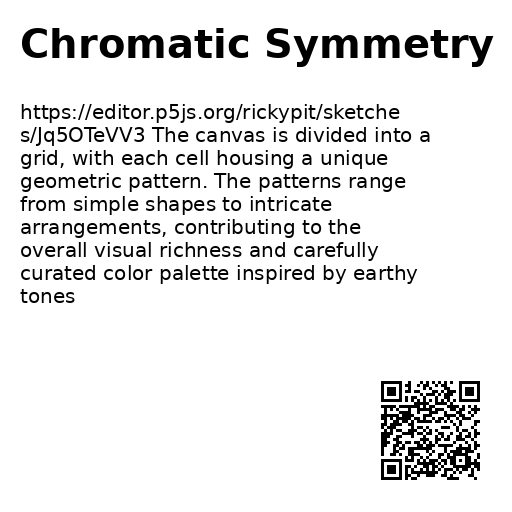 Chromatic Symmetry
https://editor.p5js.org/rickypit/sketche
s/Jq5OTeVV3 The canvas is divided into a
grid, with each cell housing a unique
geometric pattern. The patterns range
from simple shapes to intricate
arrangements, contributing to the
overall visual richness and carefully
curated color palette inspired by earthy
tones